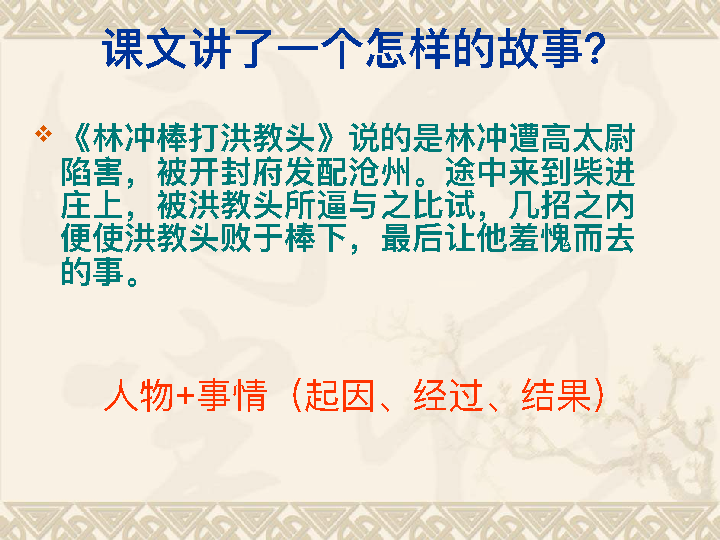 课文讲了一个怎样的故事?
《林冲棒打洪教头》说的是林冲遭高太尉
陷害，被开封府发配沧州。途中来到柴进
庄上，被洪教头所逼与之比试，几招之内
便使洪教头败于棒下，最后让他羞愧而去
的事。
人物+事情（起因、经过、结果）